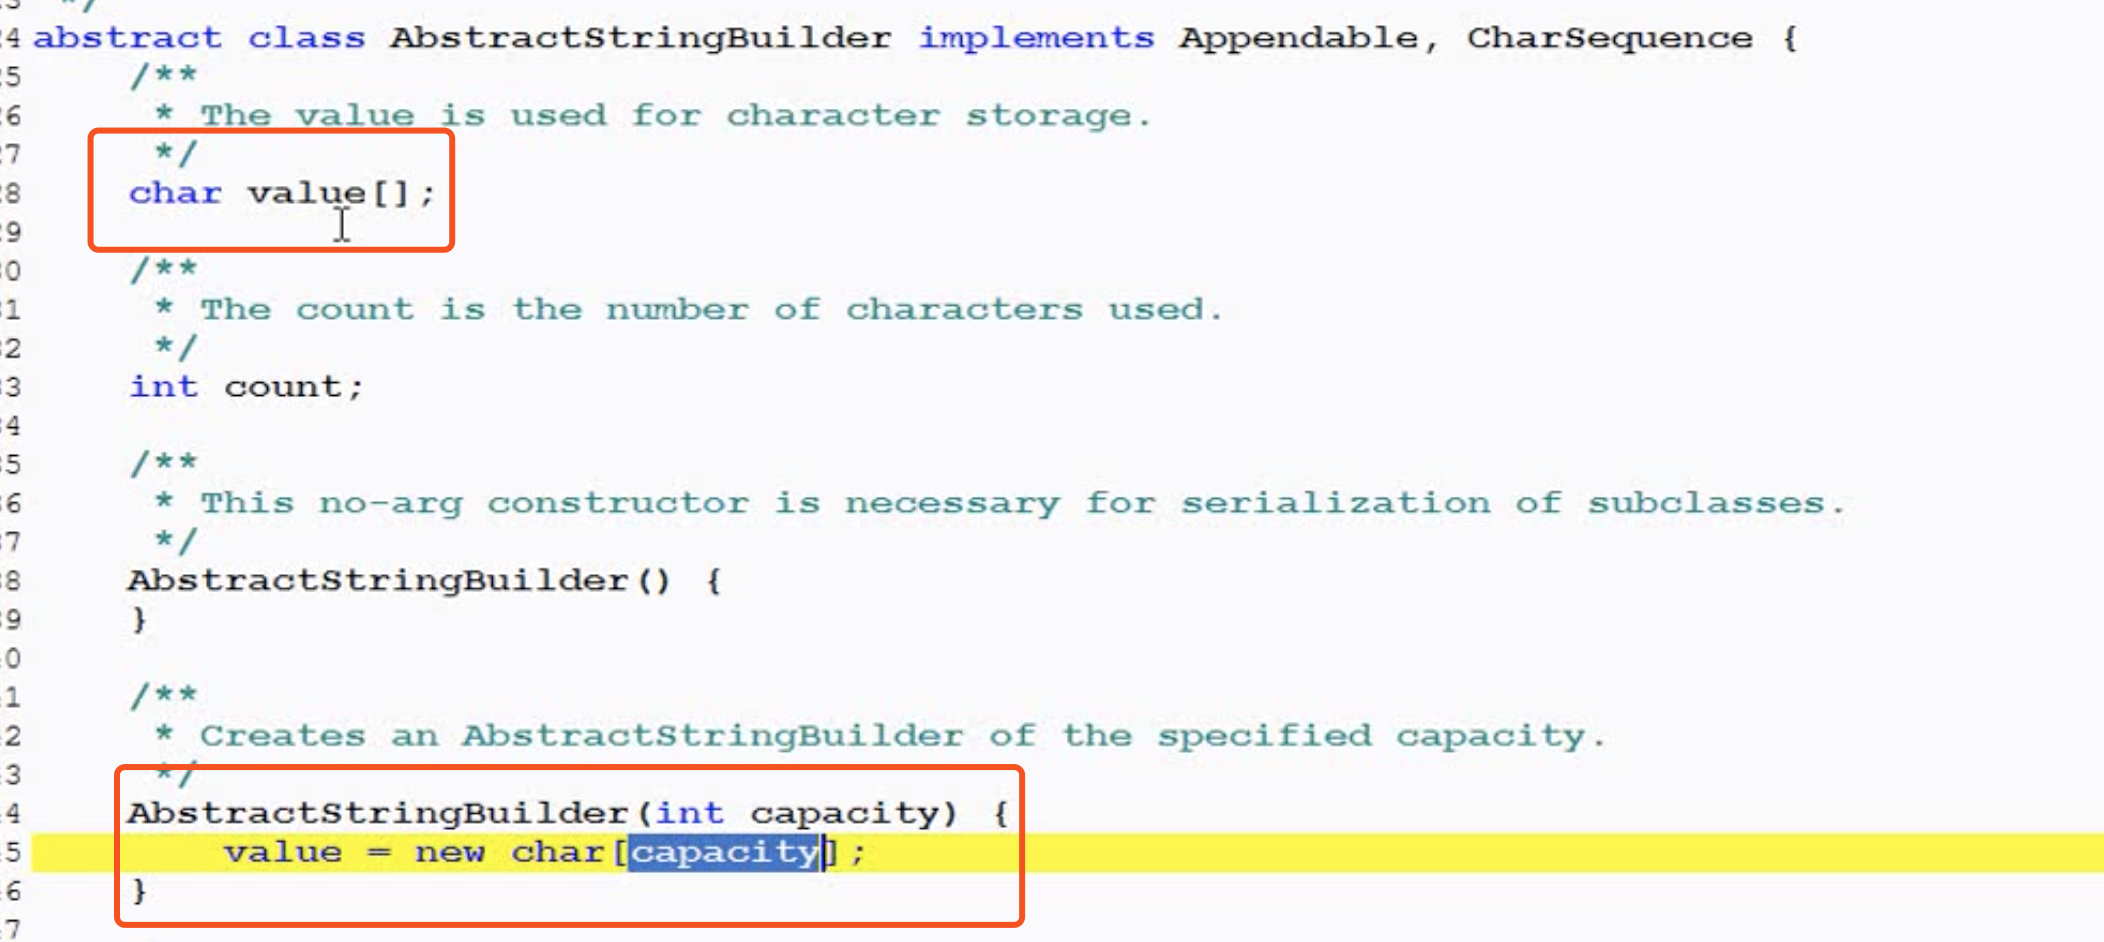 */
4 abstract class AbstractStringBuilder implements Appendable, CharSequence {
5 /**
6 * The value is used for character storage.
7 */
8 char value[];
9
0 /**
1 * The count is the number of characters used.
2 */
3 int count;
4
5 /**
6 * This no-arg constructor is necessary for serialization of subclasses.
7 */
8 AbstractStringBuilder() {
9 }
0
1 /**
2 * Creates an AbstractStringBuilder of the specified capacity.
3 */
4 AbstractStringBuilder(int capacity) {
5 value = new char[capacity];
6 }
7